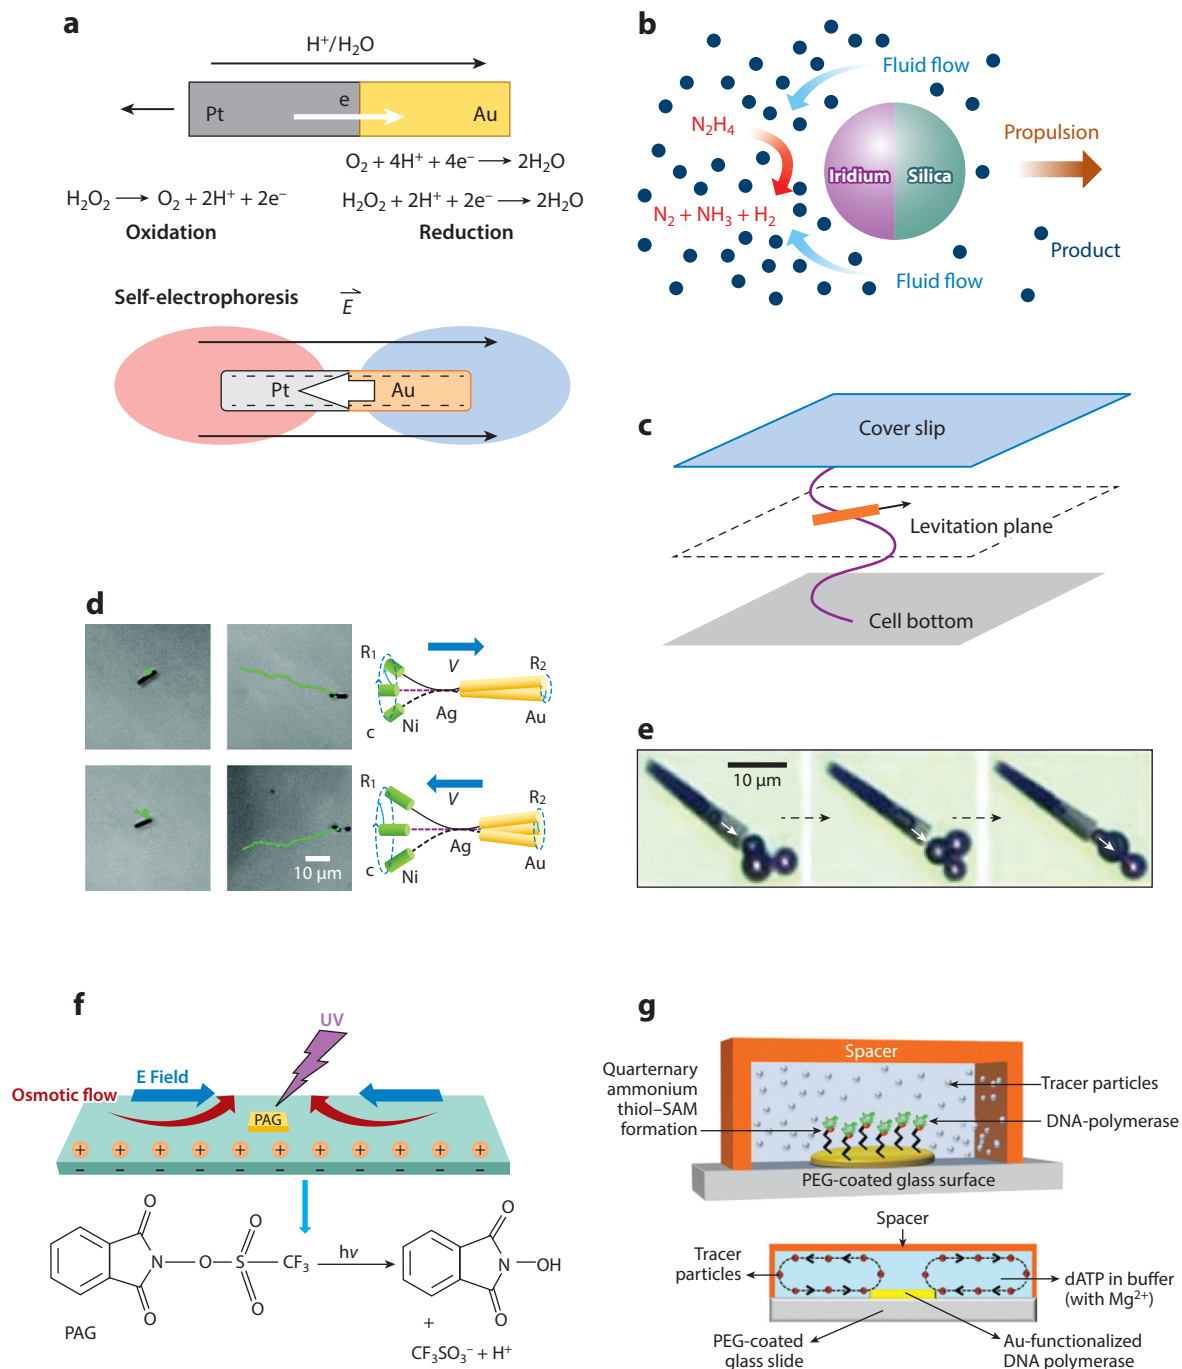 a
H⁺/H₂O
Pt
e
Au
O₂ + 4H⁺ + 4e⁻ ⟶ 2H₂O
H₂O₂ ⟶ O₂ + 2H⁺ + 2e⁻
H₂O₂ + 2H⁺ + 2e⁻ ⟶ 2H₂O
Oxidation
Reduction
Self-electrophoresis
E
Pt
Au
b
Fluid flow
N₂H₄
Iridium
Silica
Propulsion
N₂ + NH₃ + H₂
Product
Fluid flow
c
Cover slip
Levitation plane
Cell bottom
d
R₁
V
R₂
Ag
Ni
Au
c
R₁
V
R₂
Ag
Ni
Au
c
10 µm
e
10 µm
f
UV
E Field
Osmotic flow
PAG
+ + + + + + + + + +
– – – – – – – – – –
O
O
N
O
S
O
O
CF₃
hν
O
O
N
OH
PAG
+
CF₃SO₃⁻ + H⁺
g
Spacer
Quarternary
ammonium
thiol–SAM
formation
Tracer particles
DNA-polymerase
PEG-coated glass surface
Spacer
Tracer
particles
dATP in buffer
(with Mg²⁺)
PEG-coated
glass slide
Au-functionalized
DNA polymerase